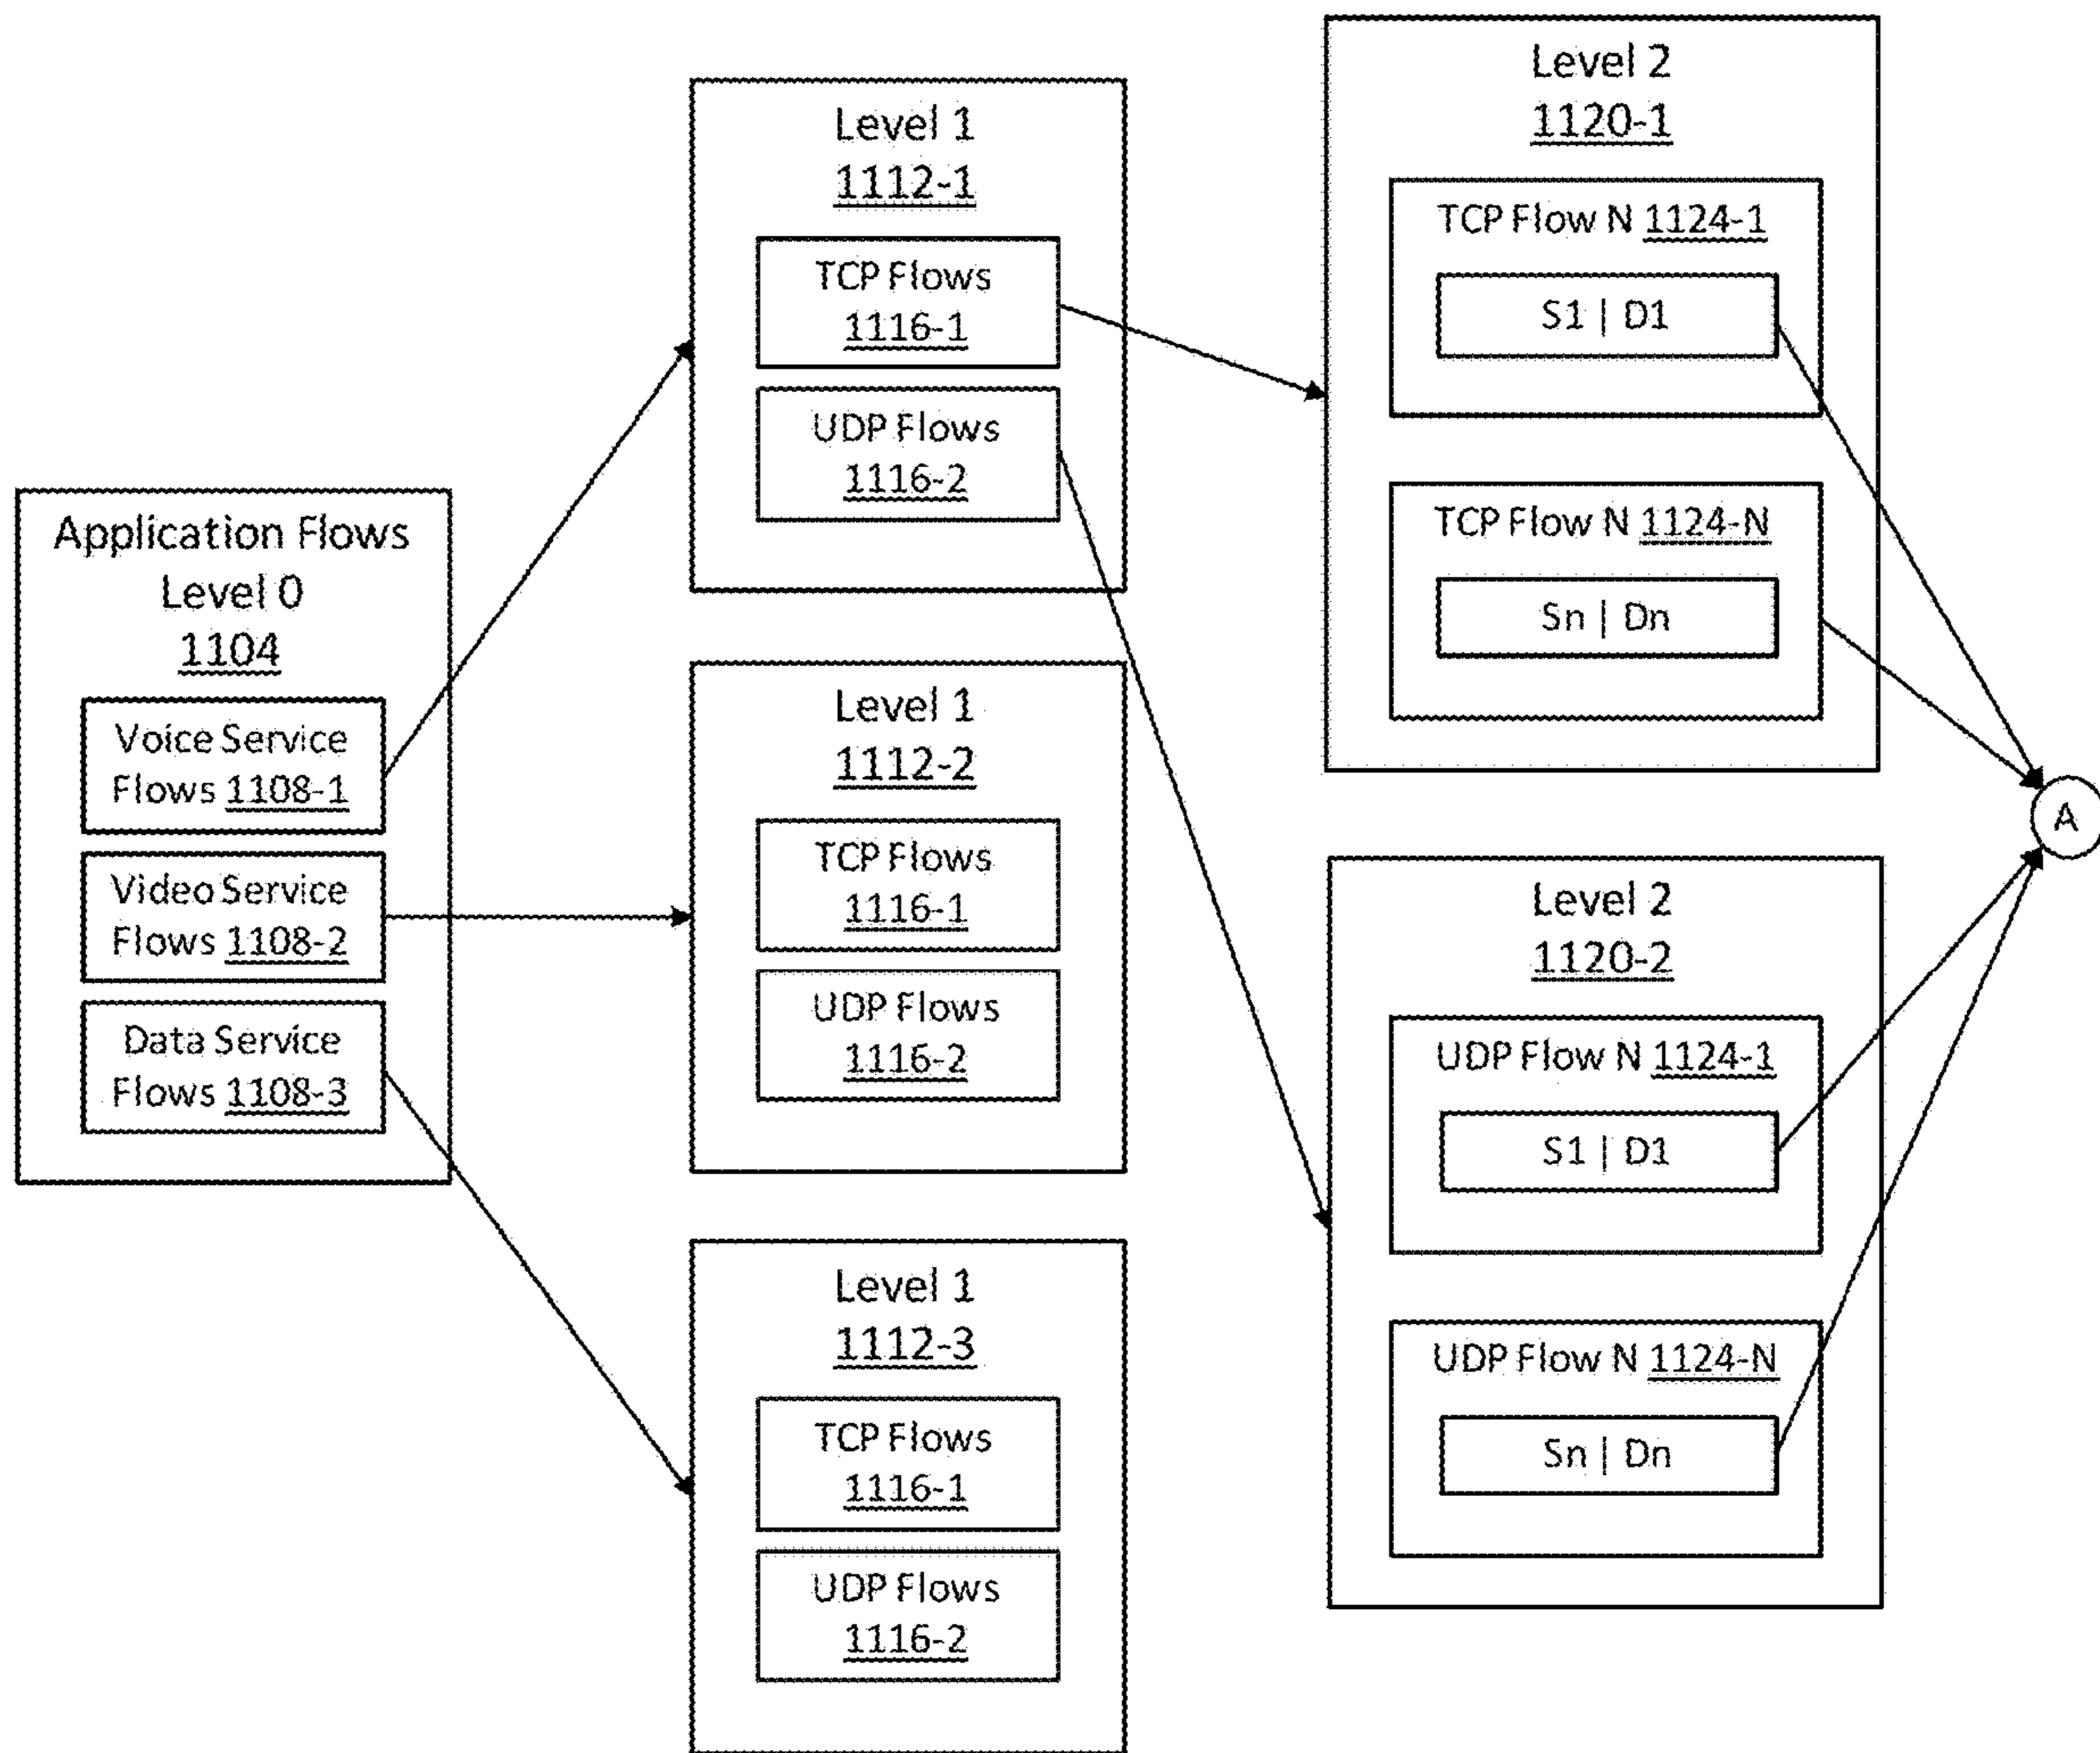 Application Flows
Level 0
1104
Voice Service
Flows 1108-1
Video Service
Flows 1108-2
Data Service
Flows 1108-3
Level 1
1112-1
TCP Flows
1116-1
UDP Flows
1116-2
Level 1
1112-2
TCP Flows
1116-1
UDP Flows
1116-2
Level 1
1112-3
TCP Flows
1116-1
UDP Flows
1116-2
Level 2
1120-1
TCP Flow N 1124-1
S1 | D1
TCP Flow N 1124-N
Sn | Dn
Level 2
1120-2
UDP Flow N 1124-1
S1 | D1
UDP Flow N 1124-N
Sn | Dn
A